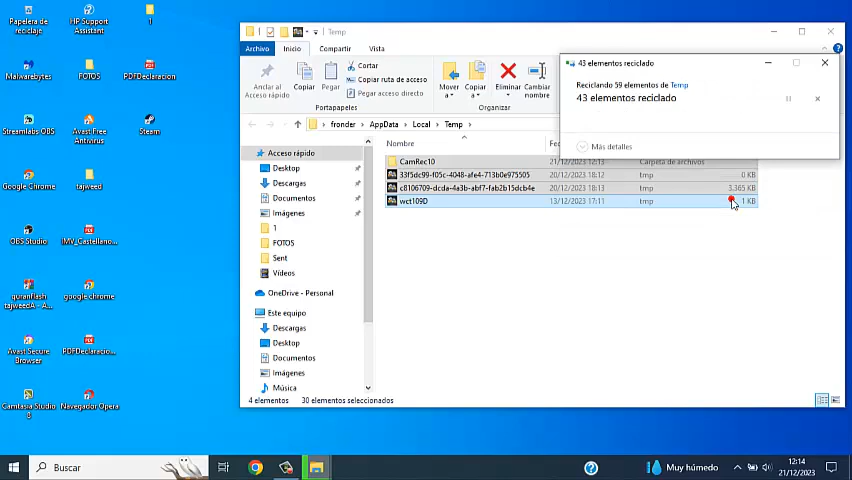 Papelera de reciclaje
HP Support Assistant
1
Malwarebytes
FOTOS
PDFDeclaracion
Streamlabs OBS
Avast Free Antivirus
Steam
Google Chrome
tajweed
OBS Studio
IMV_Castellano...
quranflash tajweedA - A...
google chrome
Avast Secure Browser
PDFDeclaracio...
Camtasia Studio 8
Navegador Opera
Temp
Archivo
Inicio
Compartir
Vista
Anclar al Acceso rápido
Copiar
Pegar
Cortar
Copiar ruta de acceso
Pegar acceso directo
Portapapeles
Mover a
Copiar a
Eliminar
Cambiar nombre
Organizar
43 elementos reciclado
Reciclando 59 elementos de Temp
43 elementos reciclado
Más detalles
fronder > AppData > Local > Temp >
Nombre
CamRec10 21/12/2023 12:13 Carpeta de archivos
33f5dc99-f05c-4048-afe4-713b0e975505 20/12/2023 18:12 tmp 0 KB
c8106709-dcda-4a3b-abf7-fab2b15dcb4e 20/12/2023 18:13 tmp 3.365 KB
wct109D 13/12/2023 17:11 tmp 1 KB
Acceso rápido
Desktop
Descargas
Documentos
Imágenes
1
FOTOS
Sent
Vídeos
OneDrive - Personal
Este equipo
Descargas
Desktop
Documentos
Imágenes
Música
4 elementos 30 elementos seleccionados
Buscar
Muy húmedo
12:14
21/12/2023